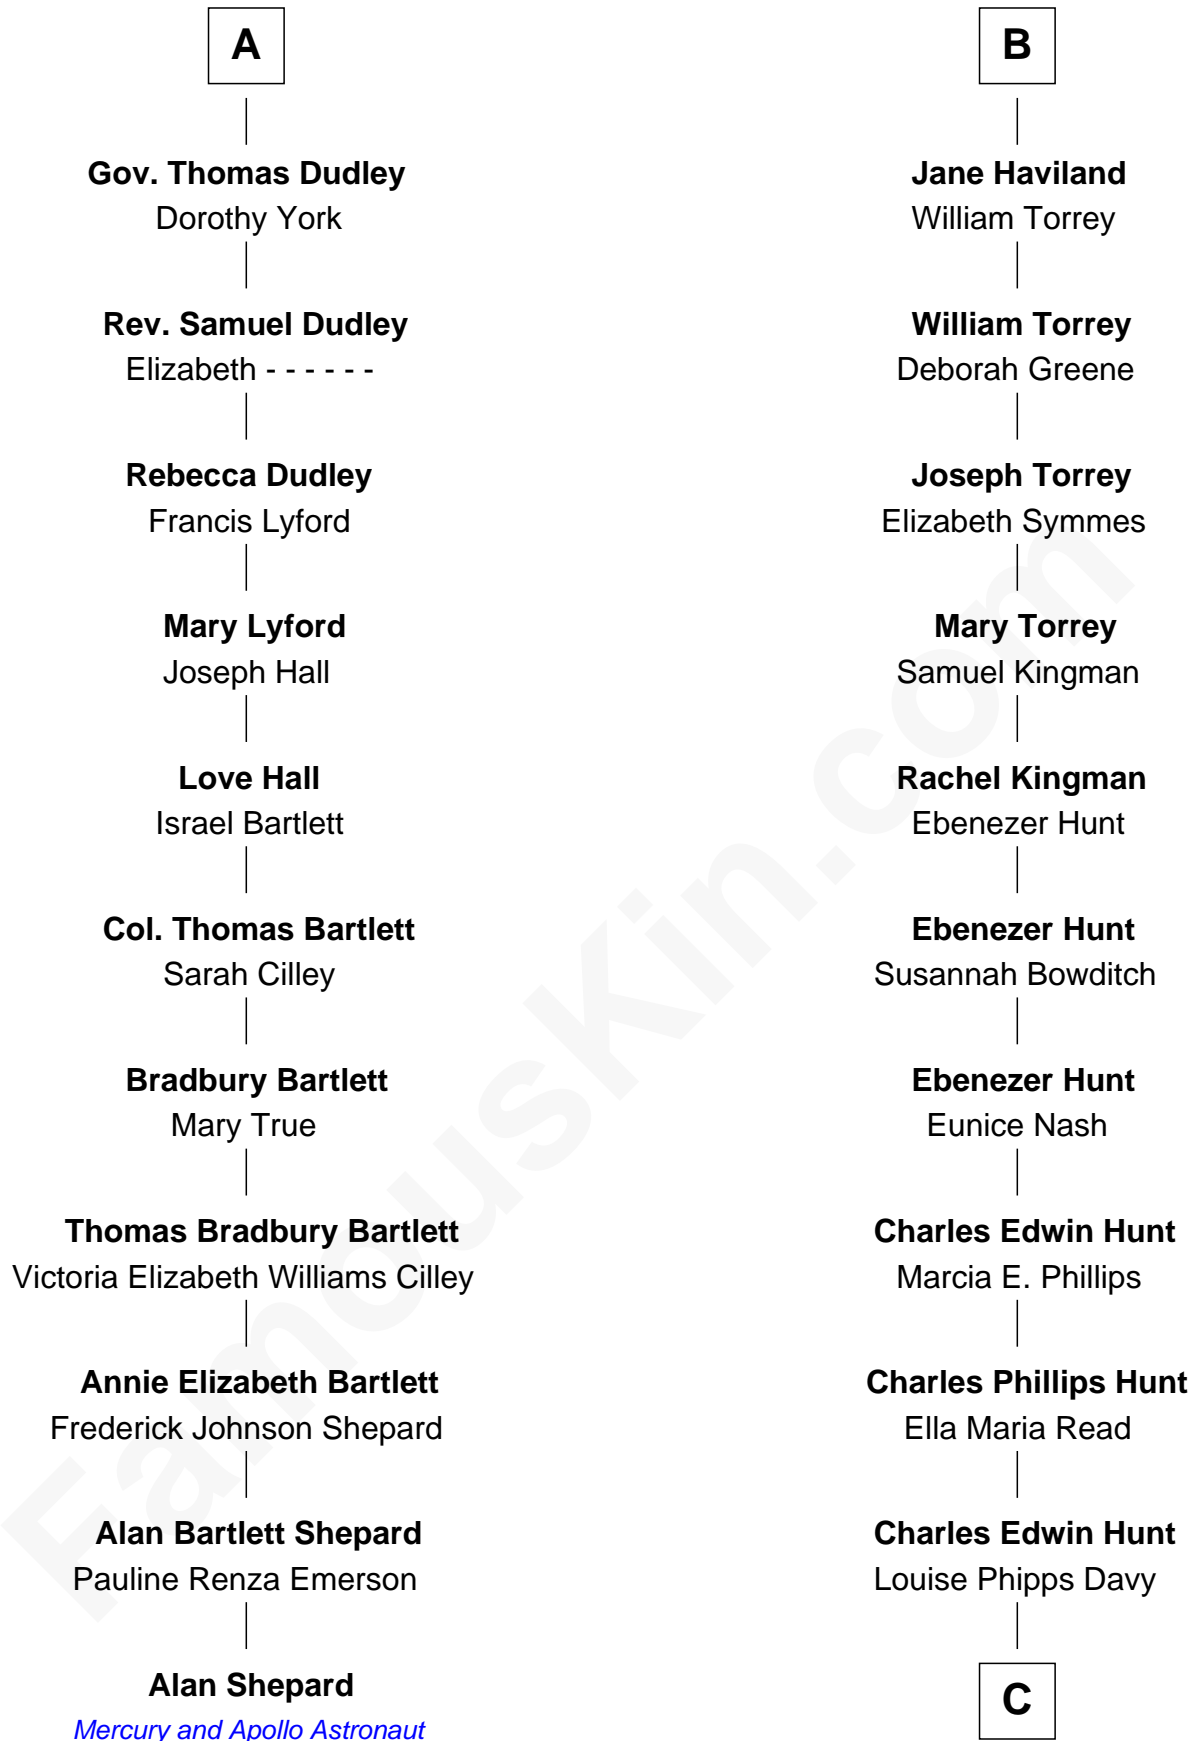 A
Gov. Thomas Dudley
Dorothy York
Rev. Samuel Dudley
Elizabeth - - - - - -
Rebecca Dudley
Francis Lyford
Mary Lyford
Joseph Hall
Love Hall
Israel Bartlett
Col. Thomas Bartlett
Sarah Cilley
Bradbury Bartlett
Mary True
Thomas Bradbury Bartlett
Victoria Elizabeth Williams Cilley
Annie Elizabeth Bartlett
Frederick Johnson Shepard
Alan Bartlett Shepard
Pauline Renza Emerson
Alan Shepard
Mercury and Apollo Astronaut
B
Jane Haviland
William Torrey
William Torrey
Deborah Greene
Joseph Torrey
Elizabeth Symmes
Mary Torrey
Samuel Kingman
Rachel Kingman
Ebenezer Hunt
Ebenezer Hunt
Susannah Bowditch
Ebenezer Hunt
Eunice Nash
Charles Edwin Hunt
Marcia E. Phillips
Charles Phillips Hunt
Ella Maria Read
Charles Edwin Hunt
Louise Phipps Davy
C
FamousKin.com